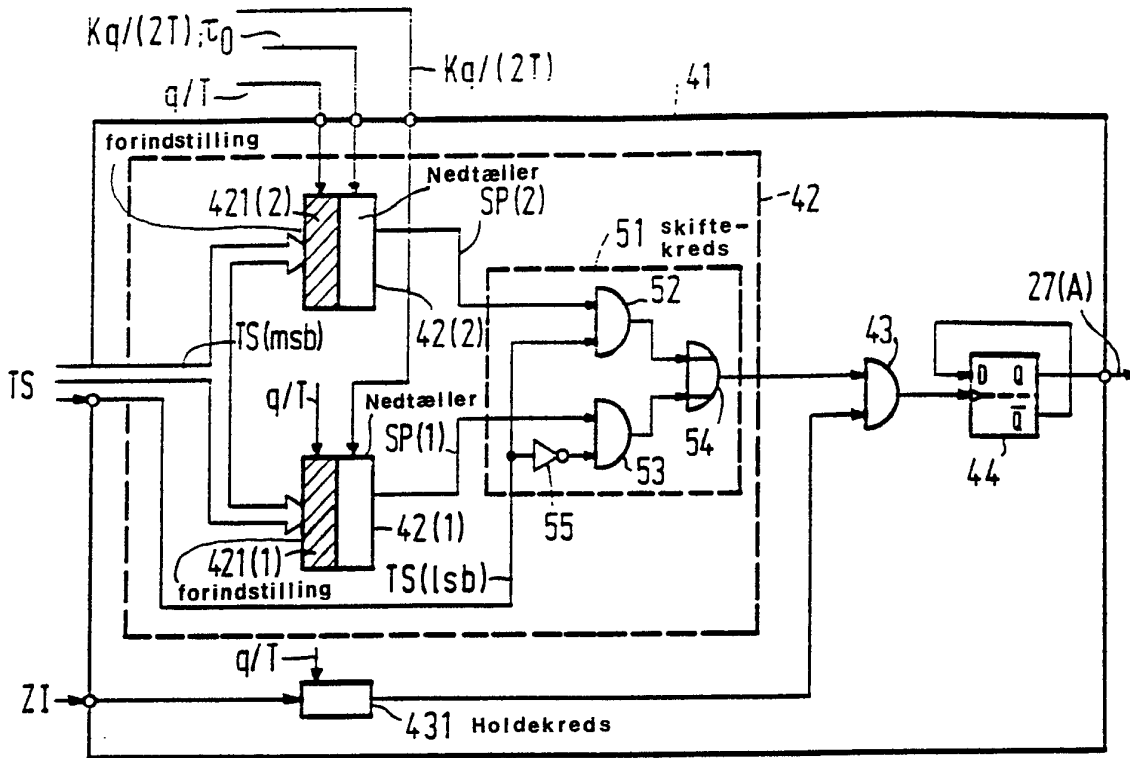 Kq/(2T);τ0
Kq/(2T)
q/T
41
forindstilling
Nedtæller
421(2)
SP(2)
42
51 skifte-
kreds
52
27(A)
TS(msb)
42(2)
43
TS
q/T
Nedtæller
D Q
SP(1)
54
Q̅
53
44
55
42(1)
421(1)
TS(lsb)
forindstilling
q/T
ZI
431 Holdekreds